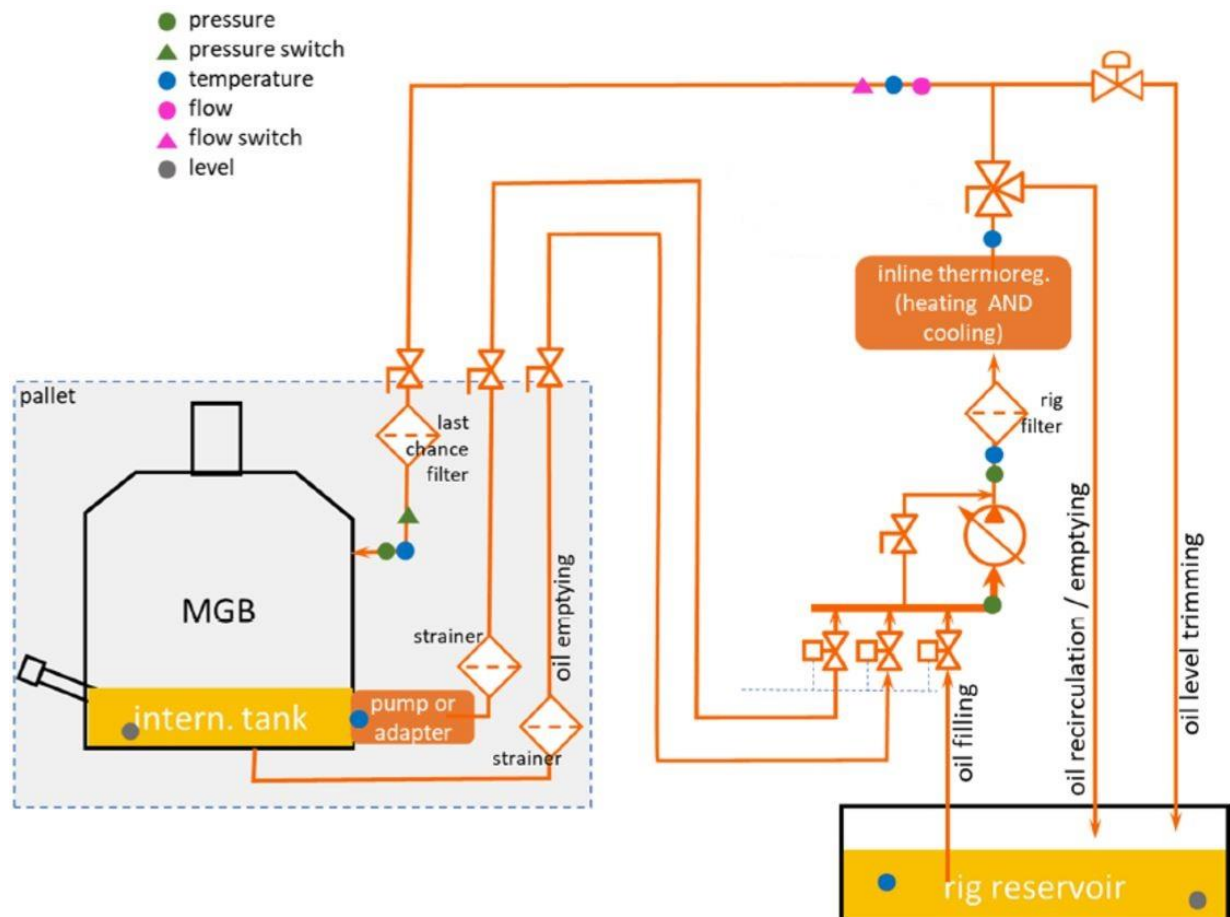 pressure
pressure switch
temperature
flow
flow switch
level
pallet
last
chance
filter
inline thermoreg.
(heating AND
cooling)
rig
filter
MGB
strainer
oil emptying
intern. tank
pump or
adapter
strainer
oil filling
oil recirculation / emptying
oil level trimming
rig reservoir